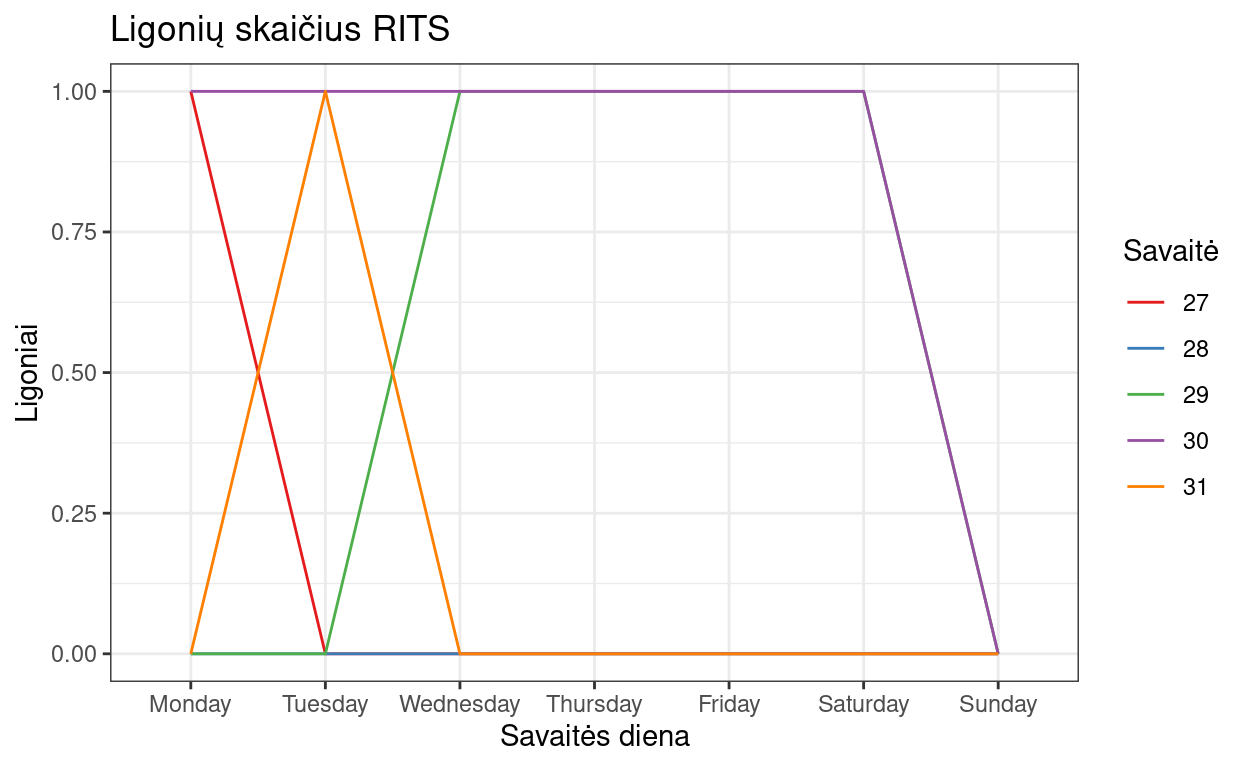 Ligonių skaičius RITS
1.00
0.75
0.50
0.25
0.00
Ligoniai
Monday Tuesday Wednesday Thursday Friday Saturday Sunday
Savaitės diena
Savaitė
27
28
29
30
31